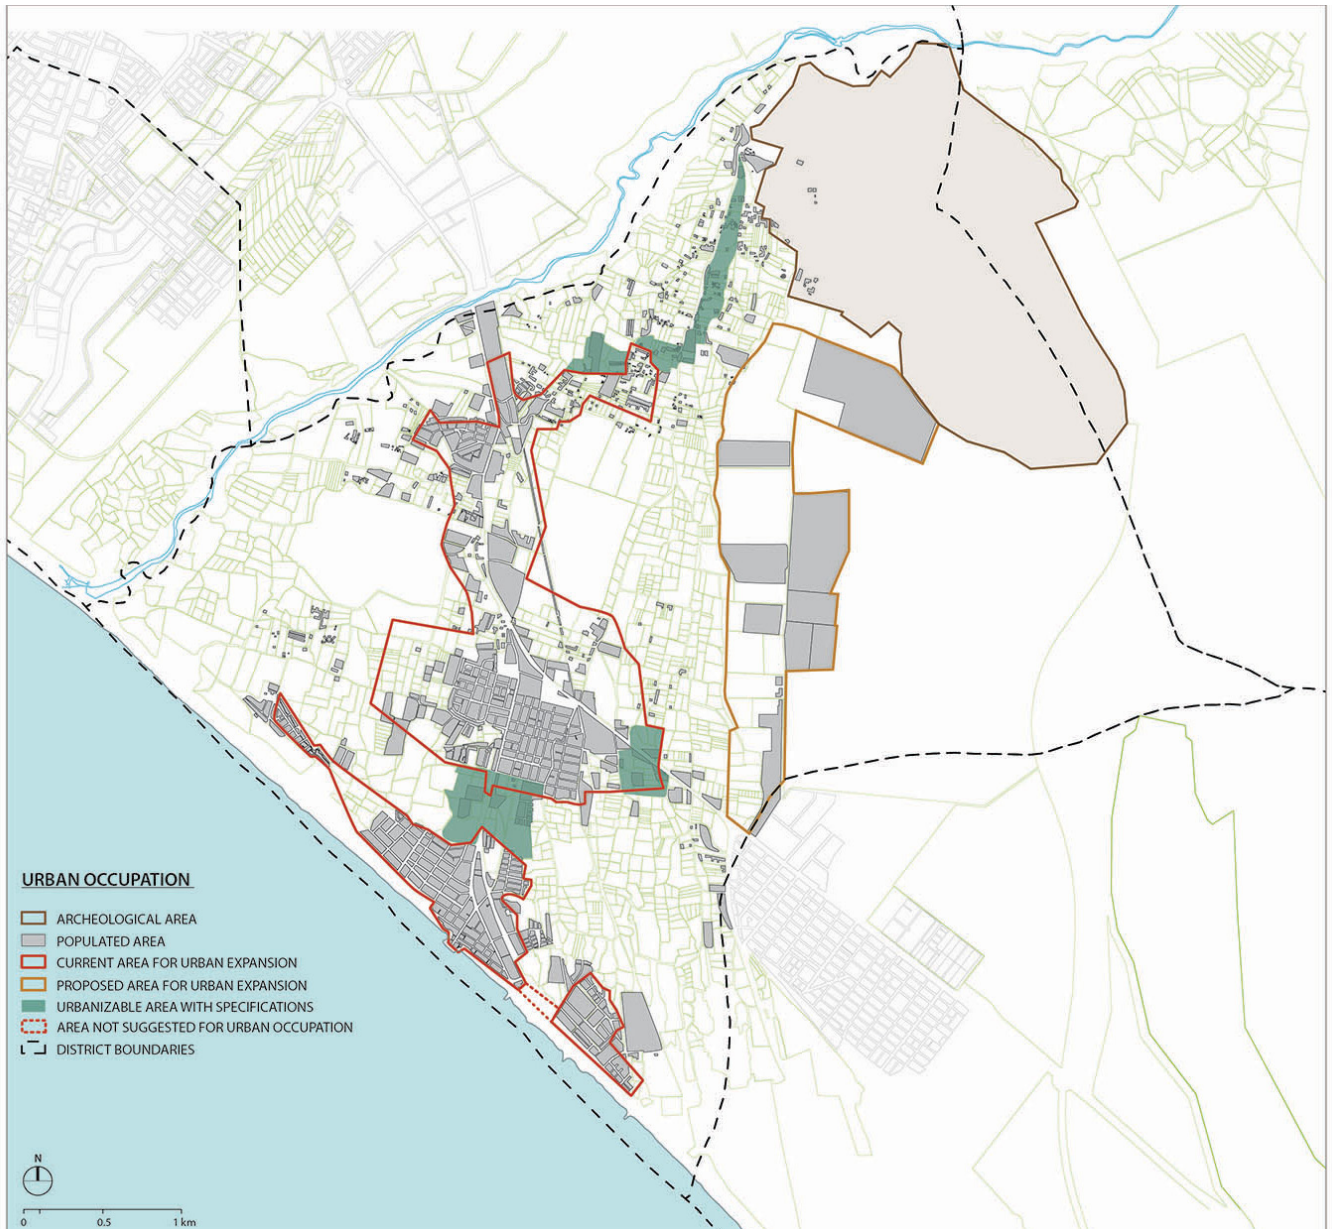 URBAN OCCUPATION
ARCHEOLOGICAL AREA
POPULATED AREA
CURRENT AREA FOR URBAN EXPANSION
PROPOSED AREA FOR URBAN EXPANSION
URBANIZABLE AREA WITH SPECIFICATIONS
AREA NOT SUGGESTED FOR URBAN OCCUPATION
DISTRICT BOUNDARIES
N
0 0.5 1 km